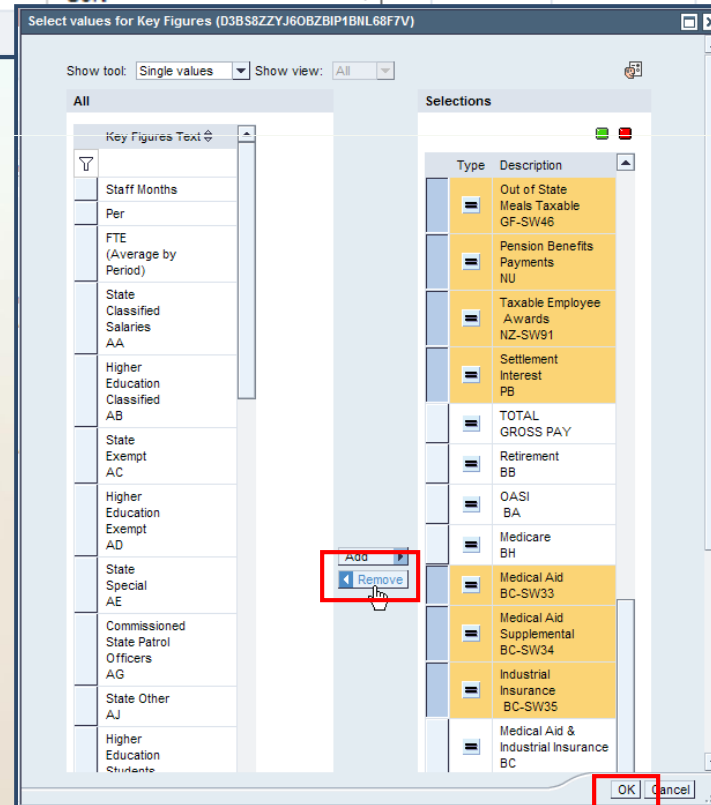 Select values for Key Figures (D3BS8ZZYJ6OBZBIP1BNL68F7V)
Show tool: Single values Show view: All
All
Key Figures Text
Staff Months
Per
FTE
(Average by
Period)
State
Classified
Salaries
AA
Higher
Education
Classified
AB
State
Exempt
AC
Higher
Education
Exempt
AD
State
Special
AE
Commissioned
State Patrol
Officers
AG
State Other
AJ
Higher
Education
Students
Add
Remove
Selections
Type Description
Out of State
Meals Taxable
GF-SW46
Pension Benefits
Payments
NU
Taxable Employee
Awards
NZ-SW91
Settlement
Interest
PB
TOTAL
GROSS PAY
Retirement
BB
OASI
BA
Medicare
BH
Medical Aid
BC-SW33
Medical Aid
Supplemental
BC-SW34
Industrial
Insurance
BC-SW35
Medical Aid &
Industrial Insurance
BC
OK Cancel